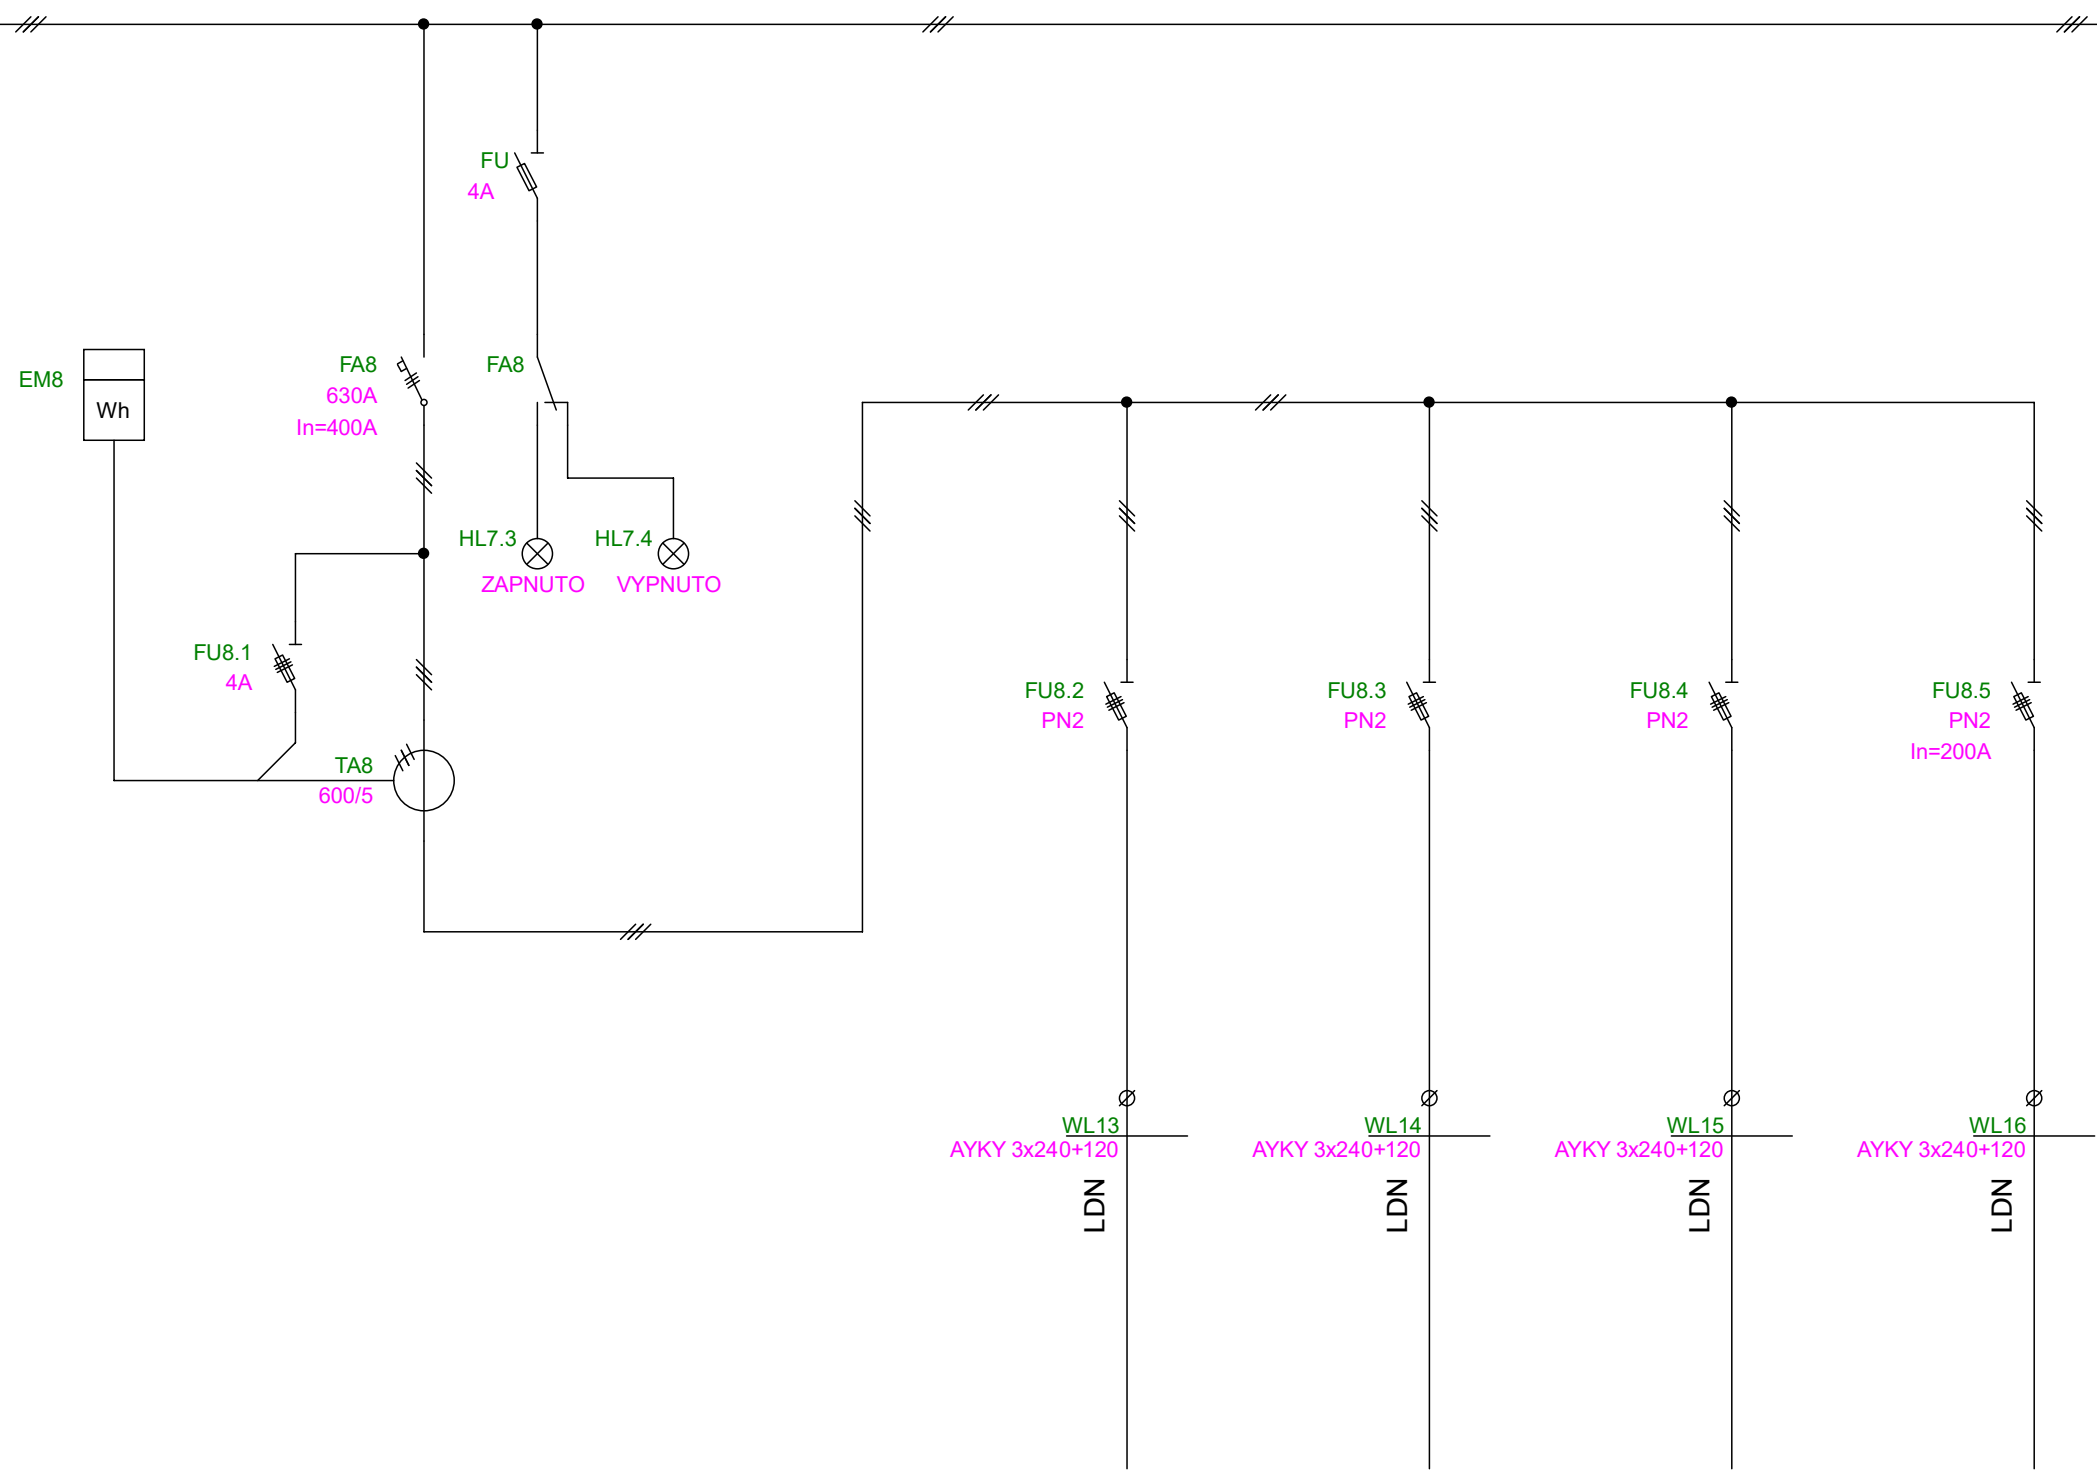 FU
4A
EM8
Wh
FA8
630A
In=400A
FA8
HL7.3
ZAPNUTO
HL7.4
VYPNUTO
FU8.1
4A
TA8
600/5
FU8.2
PN2
FU8.3
PN2
FU8.4
PN2
FU8.5
PN2
In=200A
WL13
AYKY 3x240+120
LDN
WL14
AYKY 3x240+120
LDN
WL15
AYKY 3x240+120
LDN
WL16
AYKY 3x240+120
LDN